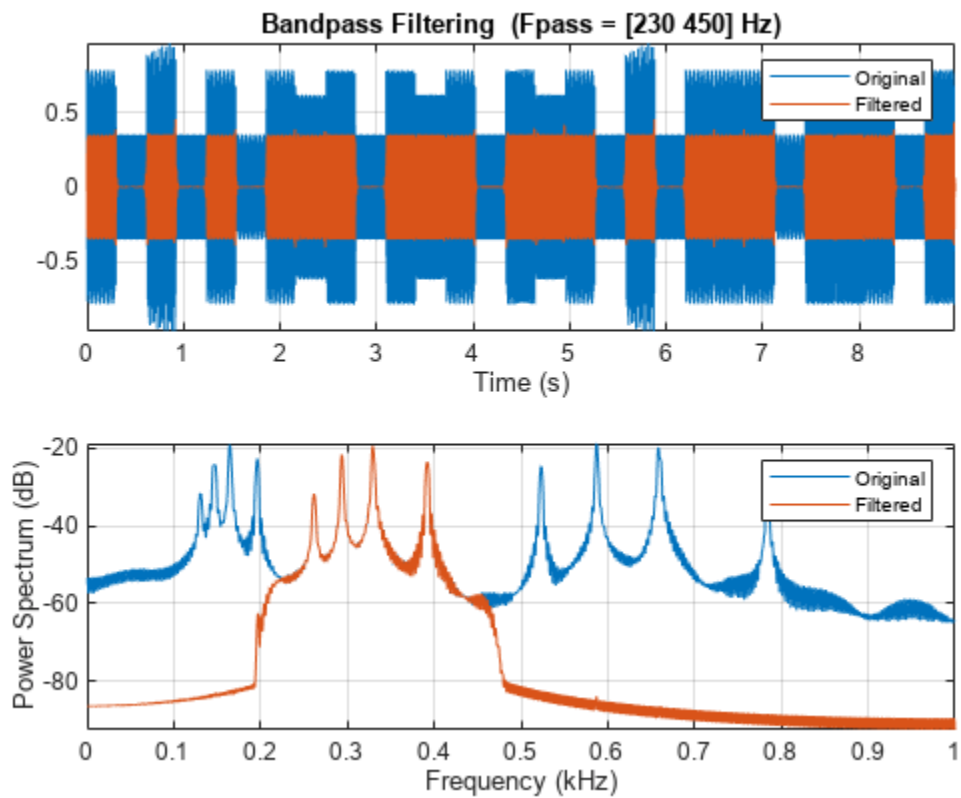 Bandpass Filtering (Fpass = [230 450] Hz)
Original
Filtered
0.5
0
-0.5
0 1 2 3 4 5 6 7 8
Time (s)
Power Spectrum (dB)
-20
Original
Filtered
-40
-60
-80
0 0.1 0.2 0.3 0.4 0.5 0.6 0.7 0.8 0.9 1
Frequency (kHz)